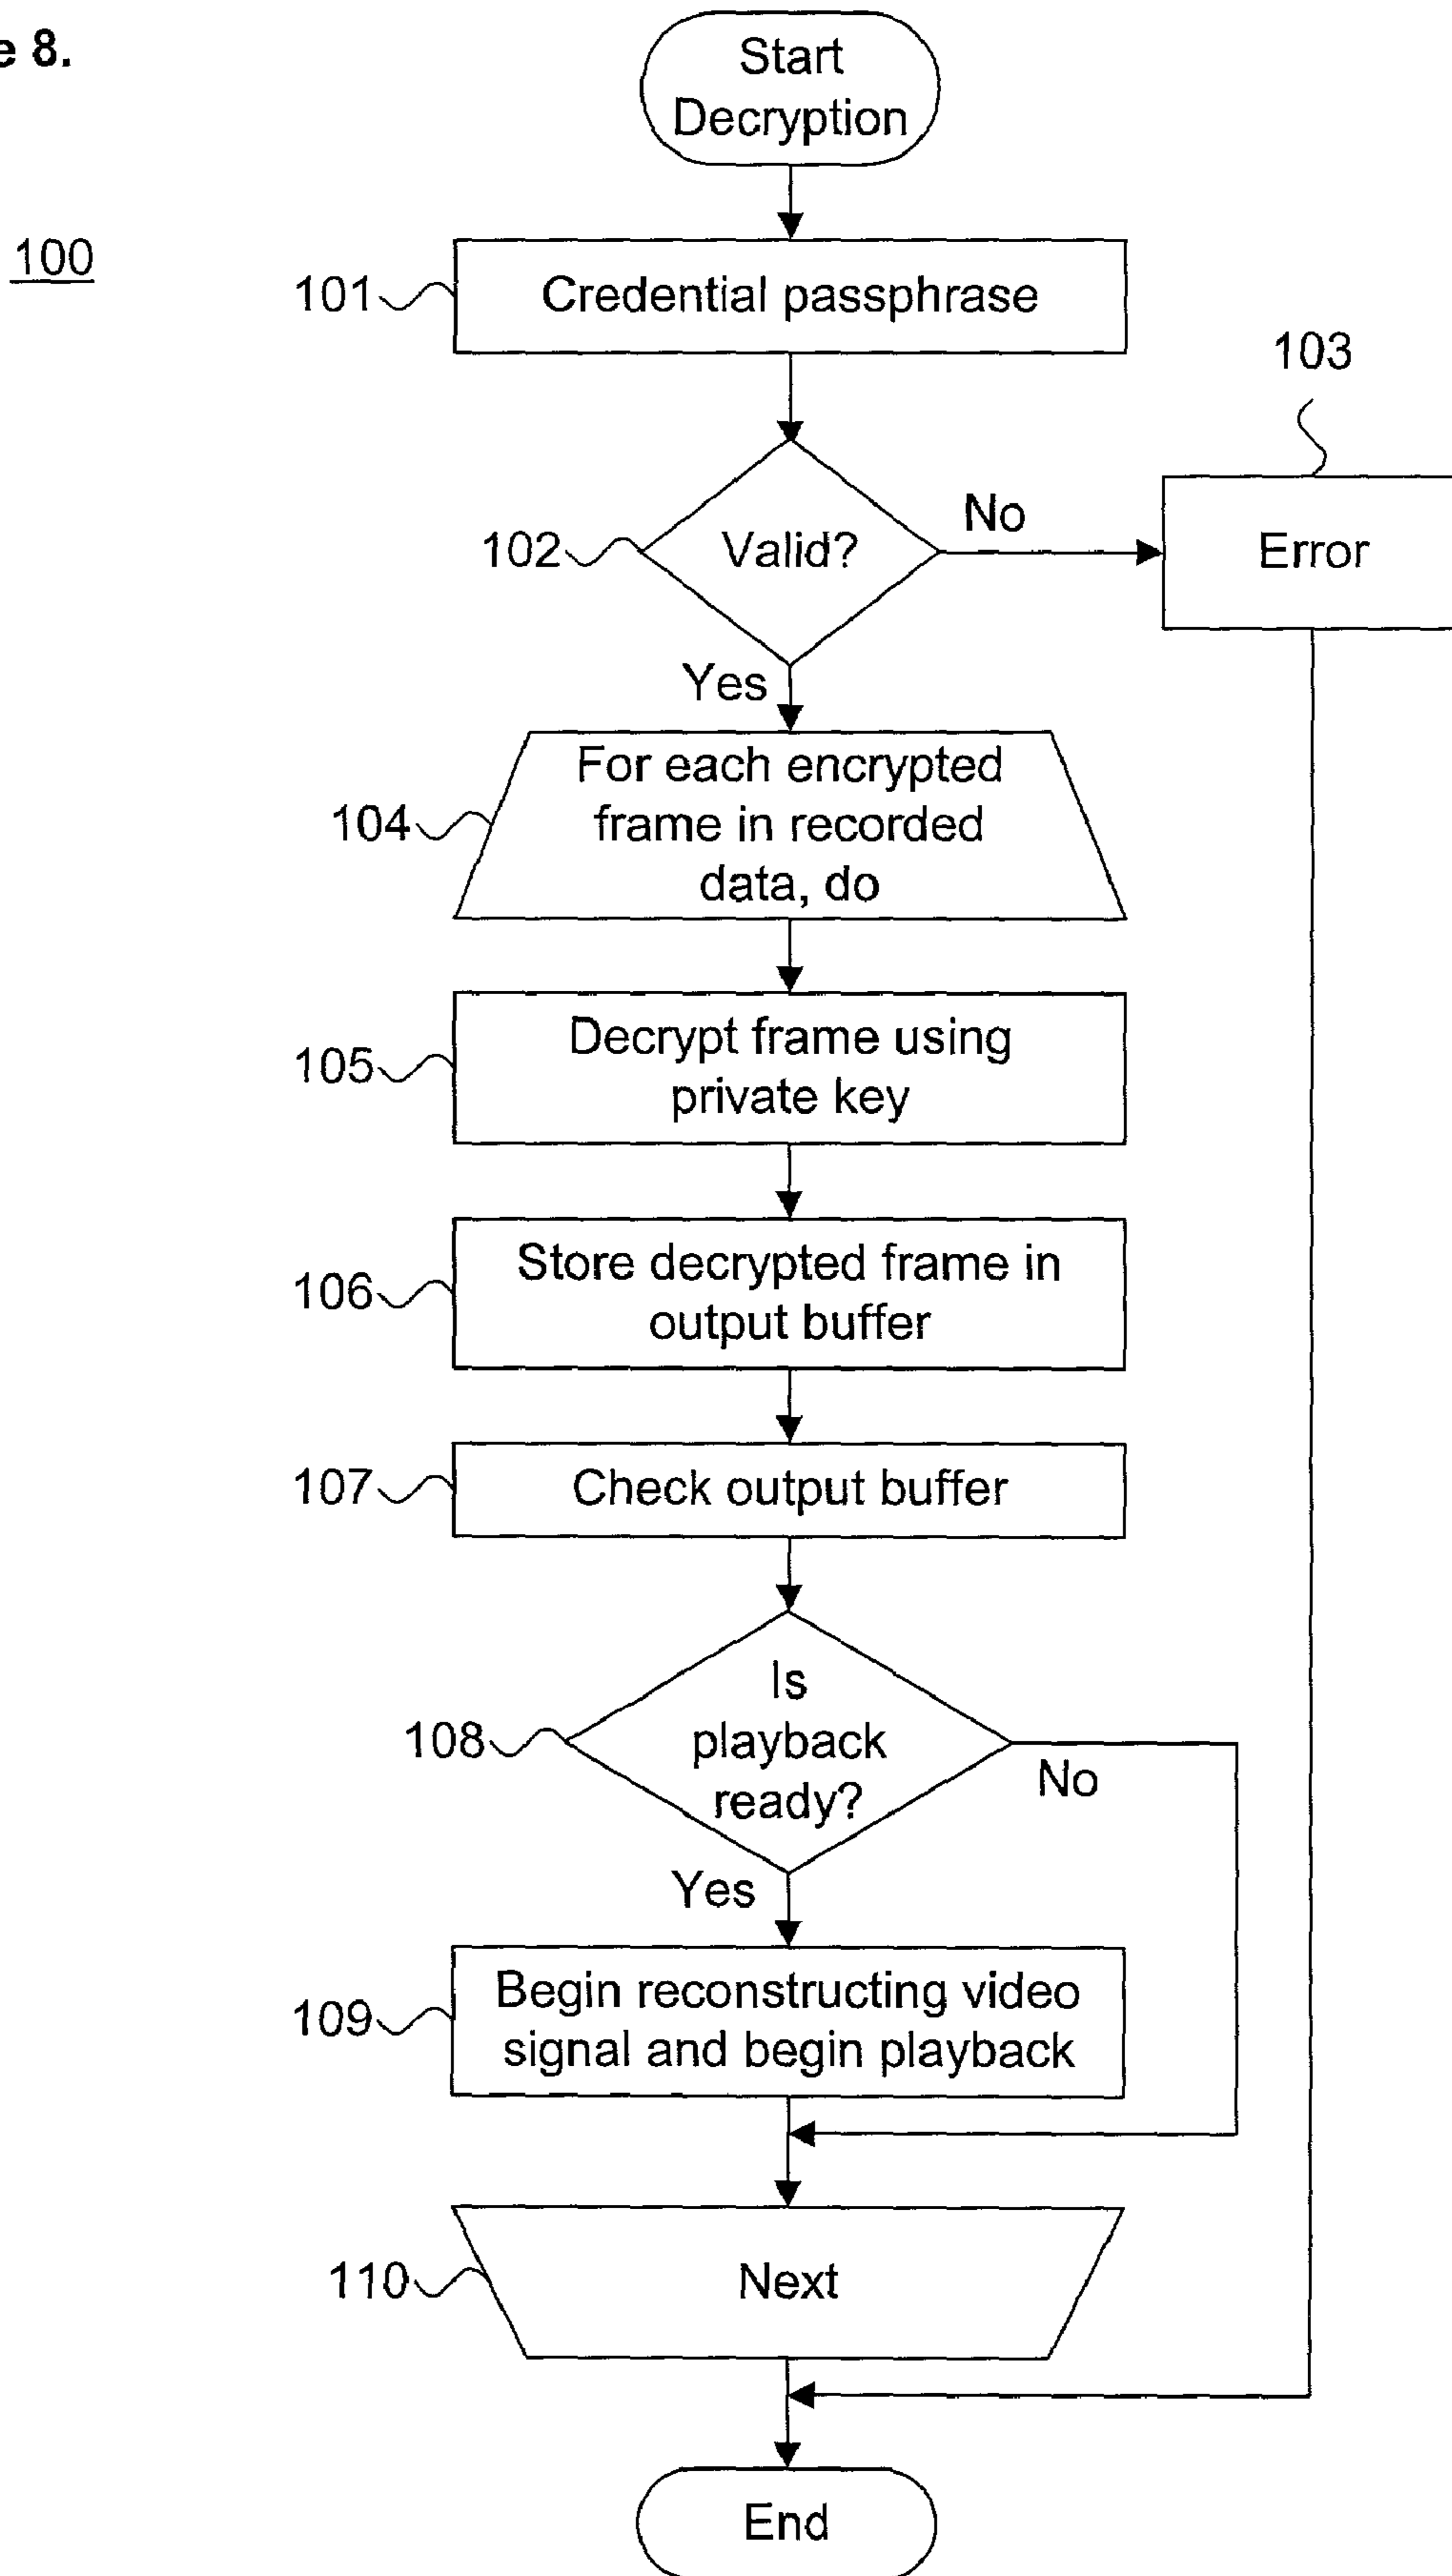 e 8.
Start
Decryption
100
101
Credential passphrase
103
102
Valid?
No
Error
Yes
104
For each encrypted
frame in recorded
data, do
105
Decrypt frame using
private key
106
Store decrypted frame in
output buffer
107
Check output buffer
108
Is
playback
ready?
No
Yes
109
Begin reconstructing video
signal and begin playback
110
Next
End